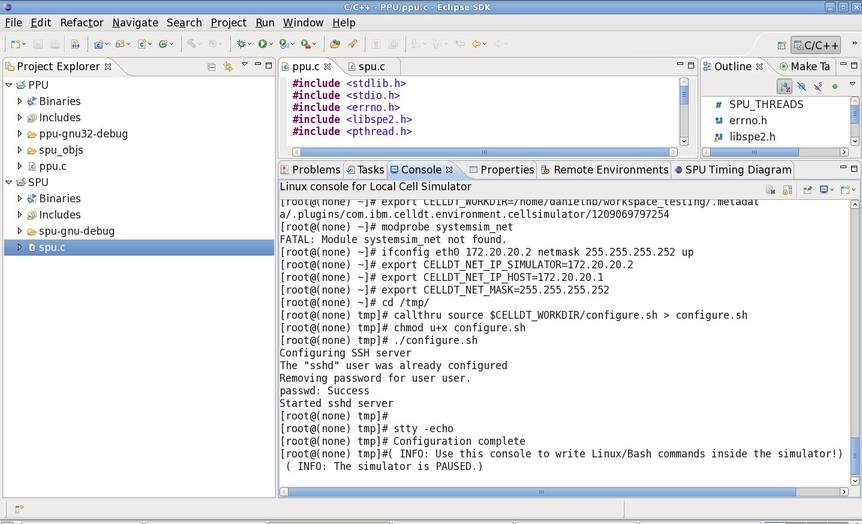 C/C++ - PPU/ppu.c - Eclipse SDK
File Edit Refactor Navigate Search Project Run Window Help
C/C++
Project Explorer
PPU
Binaries
Includes
ppu-gnu32-debug
spu_objs
ppu.c
SPU
Binaries
Includes
spu-gnu-debug
spu.c
ppu.c spu.c
#include <stdlib.h>
#include <stdio.h>
#include <errno.h>
#include <libspe2.h>
#include <pthread.h>
Outline Make Ta
SPU_THREADS
errno.h
libspe2.h
Problems Tasks Console Properties Remote Environments SPU Timing Diagram
Linux console for Local Cell Simulator
[root@(none) ~]# export CELLDT_WORKDIR=/home/danielhb/workspace_testing/.metadat
a/.plugins/com.ibm.celldt.environment.cellsimulator/1209069797254
[root@(none) ~]# modprobe systemsim_net
FATAL: Module systemsim_net not found.
[root@(none) ~]# ifconfig eth0 172.20.20.2 netmask 255.255.255.252 up
[root@(none) ~]# export CELLDT_NET_IP_SIMULATOR=172.20.20.2
[root@(none) ~]# export CELLDT_NET_IP_HOST=172.20.20.1
[root@(none) ~]# export CELLDT_NET_MASK=255.255.255.252
[root@(none) ~]# cd /tmp/
[root@(none) tmp]# callthru source $CELLDT_WORKDIR/configure.sh > configure.sh
[root@(none) tmp]# chmod u+x configure.sh
[root@(none) tmp]# ./configure.sh
Configuring SSH server
The "sshd" user was already configured
Removing password for user user.
passwd: Success
Started sshd server
[root@(none) tmp]#
[root@(none) tmp]# stty -echo
[root@(none) tmp]# Configuration complete
[root@(none) tmp]#( INFO: Use this console to write Linux/Bash commands inside the simulator!)
( INFO: The simulator is PAUSED.)